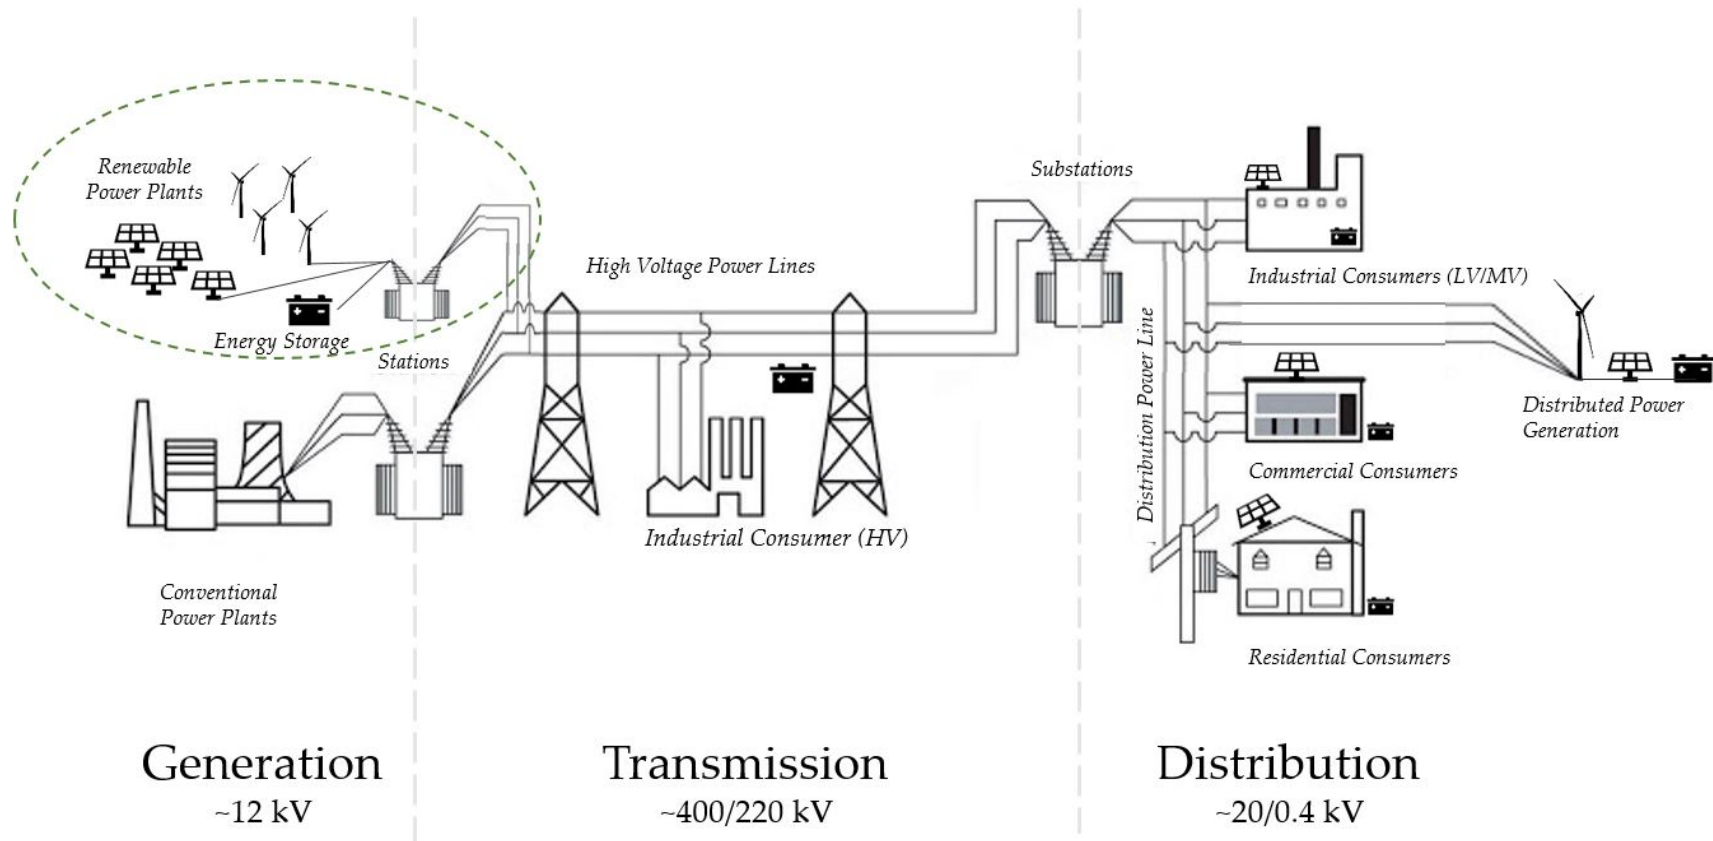 Renewable
Power Plants
Energy Storage
Stations
Conventional
Power Plants
High Voltage Power Lines
Industrial Consumer (HV)
Substations
Distribution Power Line
Industrial Consumers (LV/MV)
Commercial Consumers
Residential Consumers
Distributed Power
Generation
Generation
~12 kV
Transmission
~400/220 kV
Distribution
~20/0.4 kV